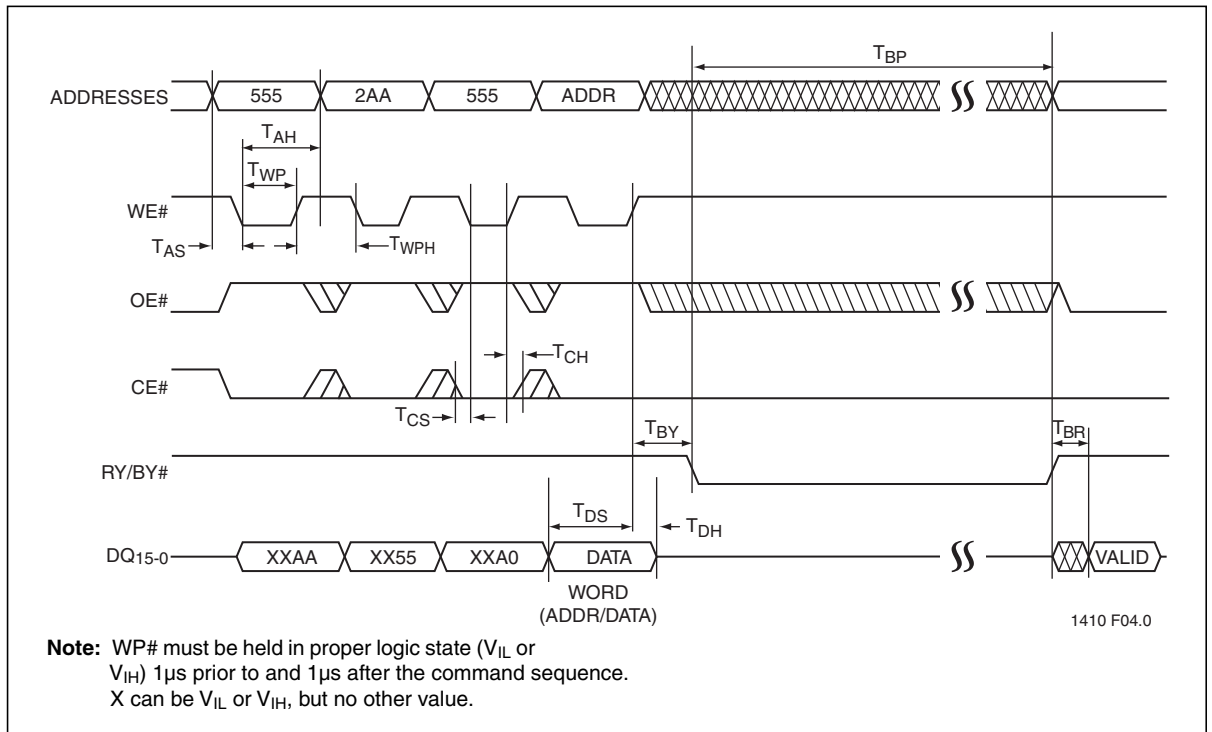 TBP
ADDRESSES 555 2AA 555 ADDR
TAH
TWP
WE#
TAS TWPH
OE#
TCH
CE#
TCS
TBY TBR
RY/BY#
TDS TDH
DQ15-0 XXAA XX55 XXA0 DATA VALID
WORD
(ADDR/DATA)
1410 F04.0
Note: WP# must be held in proper logic state (VIL or
VIH) 1µs prior to and 1µs after the command sequence.
X can be VIL or VIH, but no other value.